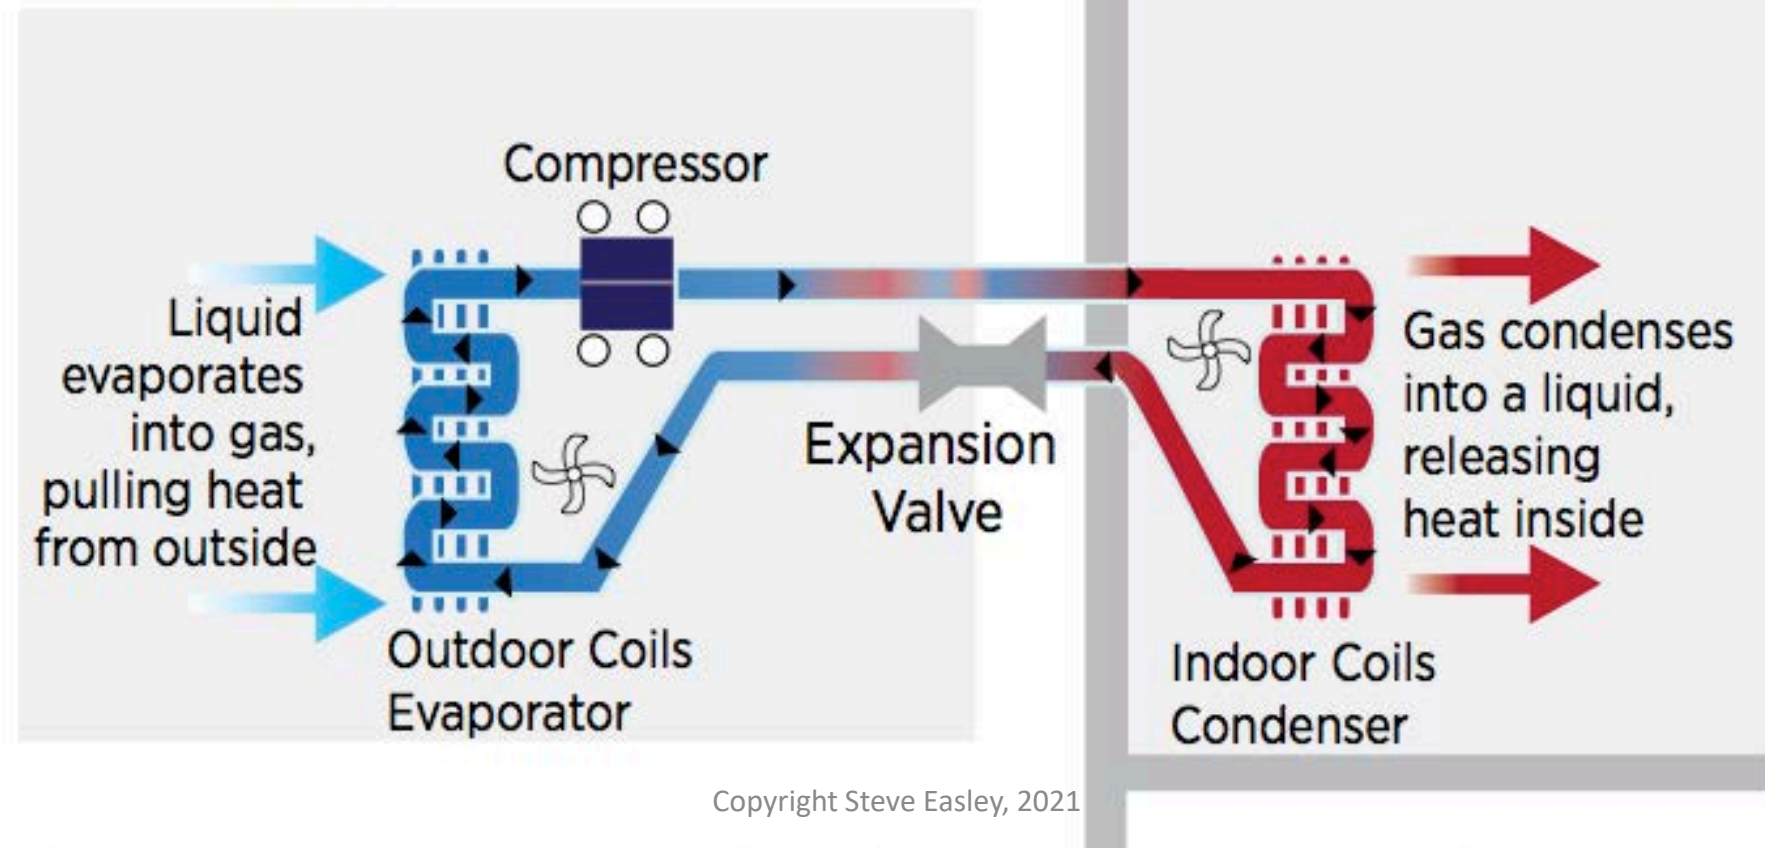 Compressor
Liquid
evaporates
into gas,
pulling heat
from outside
Expansion
Valve
Gas condenses
into a liquid,
releasing
heat inside
Outdoor Coils
Evaporator
Indoor Coils
Condenser
Copyright Steve Easley, 2021